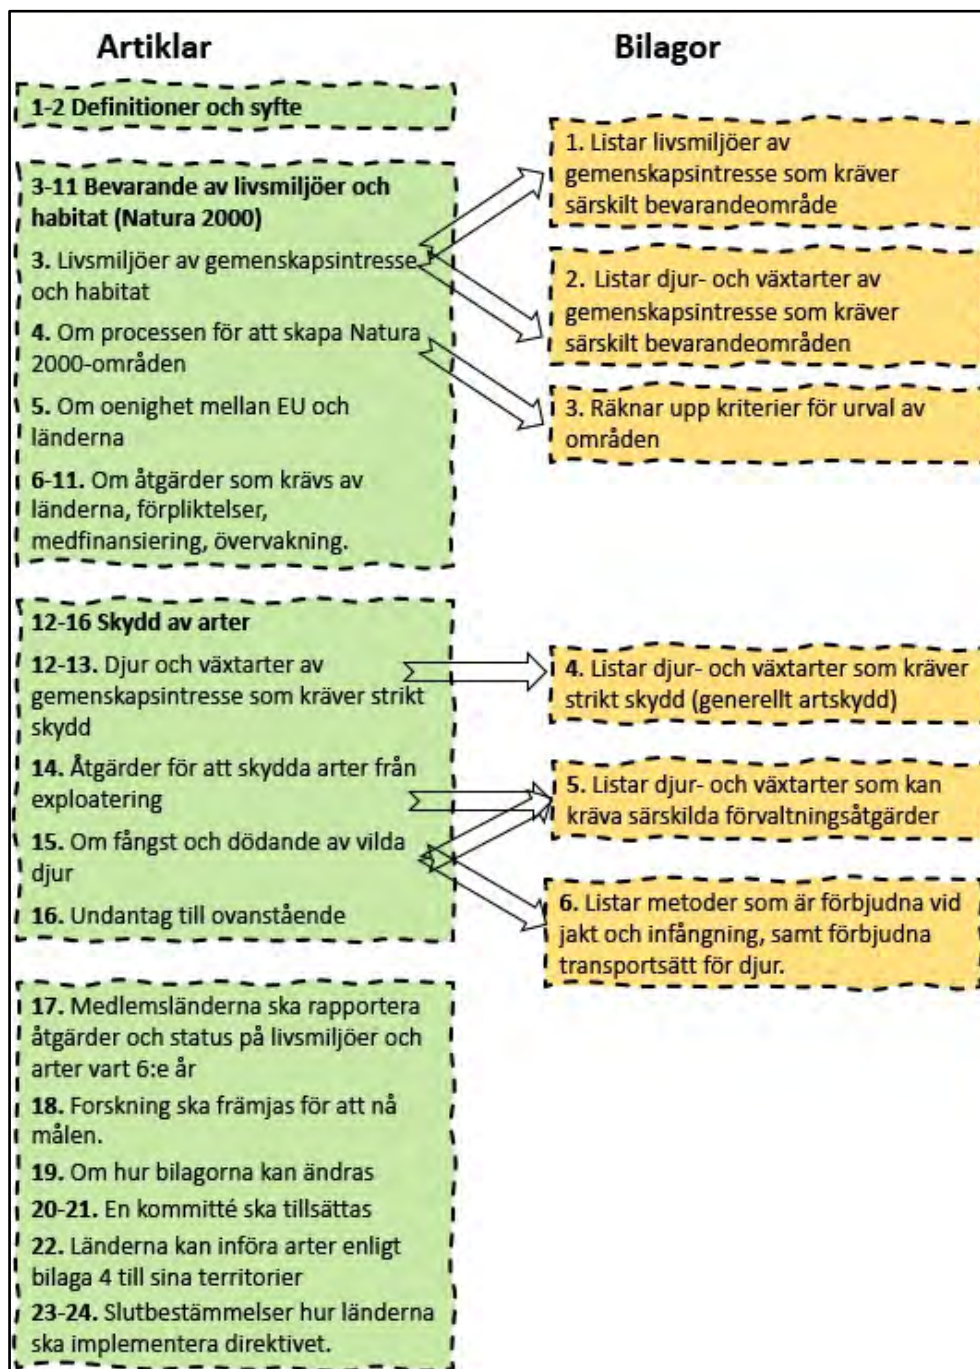 Artiklar
1-2 Definitioner och syfte
3-11 Bevarande av livsmiljöer och
habitat (Natura 2000)
3. Livsmiljöer av gemenskapsintresse
och habitat
4. Om processen för att skapa Natura
2000-områden
5. Om oenighet mellan EU och
länderna
6-11. Om åtgärder som krävs av
länderna, förpliktelser,
medfinansiering, övervakning.
12-16 Skydd av arter
12-13. Djur och växtarter av
gemenskapsintresse som kräver strikt
skydd
14. Åtgärder för att skydda arter från
exploatering
15. Om fångst och dödande av vilda
djur
16. Undantag till ovanstående
17. Medlemsländerna ska rapportera
åtgärder och status på livsmiljöer och
arter vart 6:e år
18. Forskning ska främjas för att nå
målen.
19. Om hur bilagorna kan ändras
20-21. En kommitté ska tillsättas
22. Länderna kan införa arter enligt
bilaga 4 till sina territorier
23-24. Slutbestämmelser hur länderna
ska implementera direktivet.
Bilagor
1. Listar livsmiljöer av
gemenskapsintresse som kräver
särskilt bevarandeområde
2. Listar djur- och växtarter av
gemenskapsintresse som kräver
särskilt bevarandeområden
3. Räknar upp kriterier för urval av
områden
4. Listar djur- och växtarter som kräver
strikt skydd (generellt artskydd)
5. Listar djur- och växtarter som kan
kräva särskilda förvaltningsåtgärder
6. Listar metoder som är förbjudna vid
jakt och infångning, samt förbjudna
transportsätt för djur.